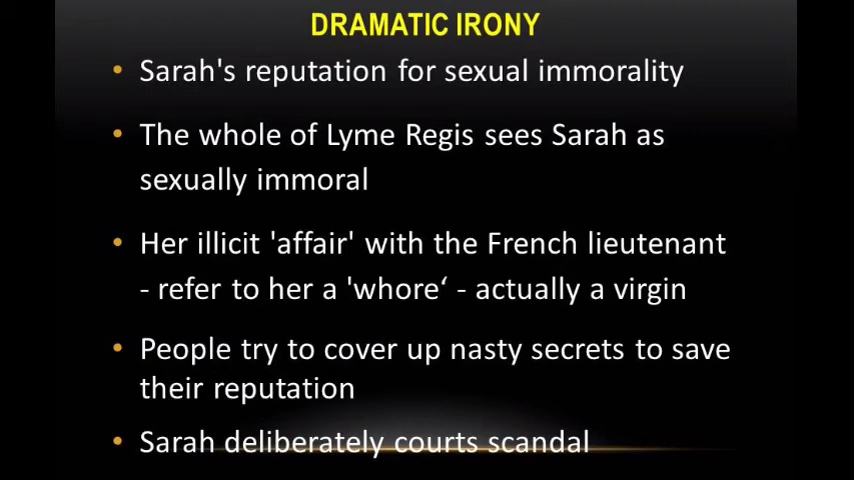 DRAMATIC IRONY
• Sarah's reputation for sexual immorality
• The whole of Lyme Regis sees Sarah as
sexually immoral
• Her illicit 'affair' with the French lieutenant
- refer to her a 'whore‘ - actually a virgin
• People try to cover up nasty secrets to save
their reputation
• Sarah deliberately courts scandal